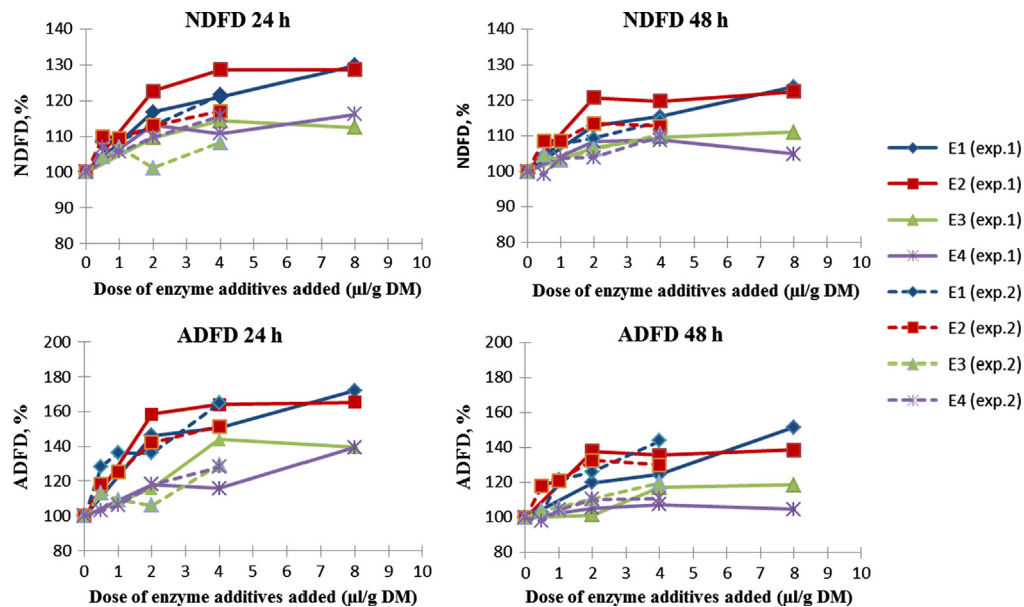 NDFD 24 h
140
130
120
110
100
90
80
NDFD,%
0 1 2 3 4 5 6 7 8 9 10
Dose of enzyme additives added (µl/g DM)
NDFD 48 h
140
130
120
110
100
90
80
NDFD,%
0 1 2 3 4 5 6 7 8 9 10
Dose of enzyme additives added (µl/g DM)
ADFD 24 h
200
180
160
140
120
100
80
ADFD, %
0 1 2 3 4 5 6 7 8 9 10
Dose of enzyme additives added (µl/g DM)
ADFD 48 h
200
180
160
140
120
100
80
ADFD, %
0 1 2 3 4 5 6 7 8 9 10
Dose of enzyme additives added (µl/g DM)
E1 (exp.1)
E2 (exp.1)
E3 (exp.1)
E4 (exp.1)
E1 (exp.2)
E2 (exp.2)
E3 (exp.2)
E4 (exp.2)